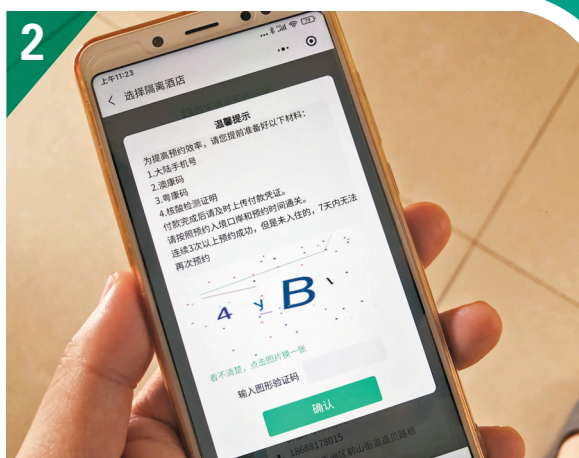 2
上午11:23
选择隔离酒店
温馨提示
为提高预约效率，请您提前准备好以下材料：
1.大陆手机号
2.澳康码
3.粤康码
4.核酸检测证明
付款完成后请及时上传付款凭证。
请按照预约入境口岸和预约时间通关。
连续3次以上预约成功，但是未入住的，7天内无法
再次预约
4 y B
看不清楚，点击图片换一张
输入图形验证码
确认
18688178015
洲区前山街道